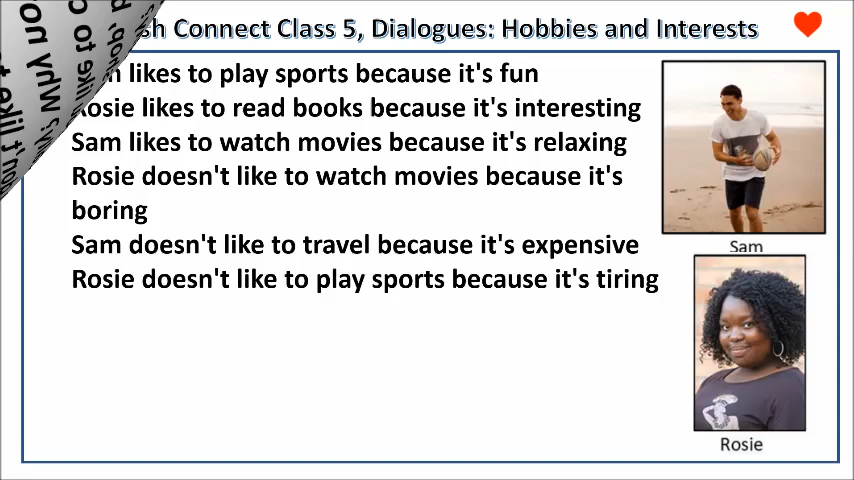 Connect Class 5, Dialogues: Hobbies and Interests
likes to play sports because it's fun
Rosie likes to read books because it's interesting
Sam likes to watch movies because it's relaxing
Rosie doesn't like to watch movies because it's
boring
Sam doesn't like to travel because it's expensive
Rosie doesn't like to play sports because it's tiring
Sam
Rosie